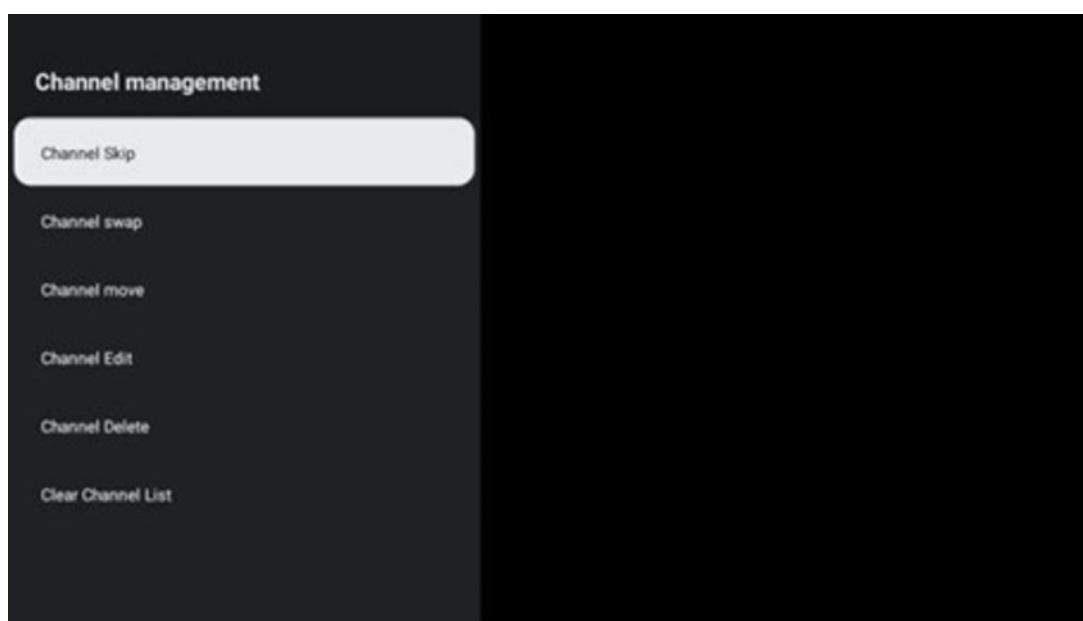 Channel management
Channel Skip
Channel swap
Channel move
Channel Edit
Channel Delete
Clear Channel List